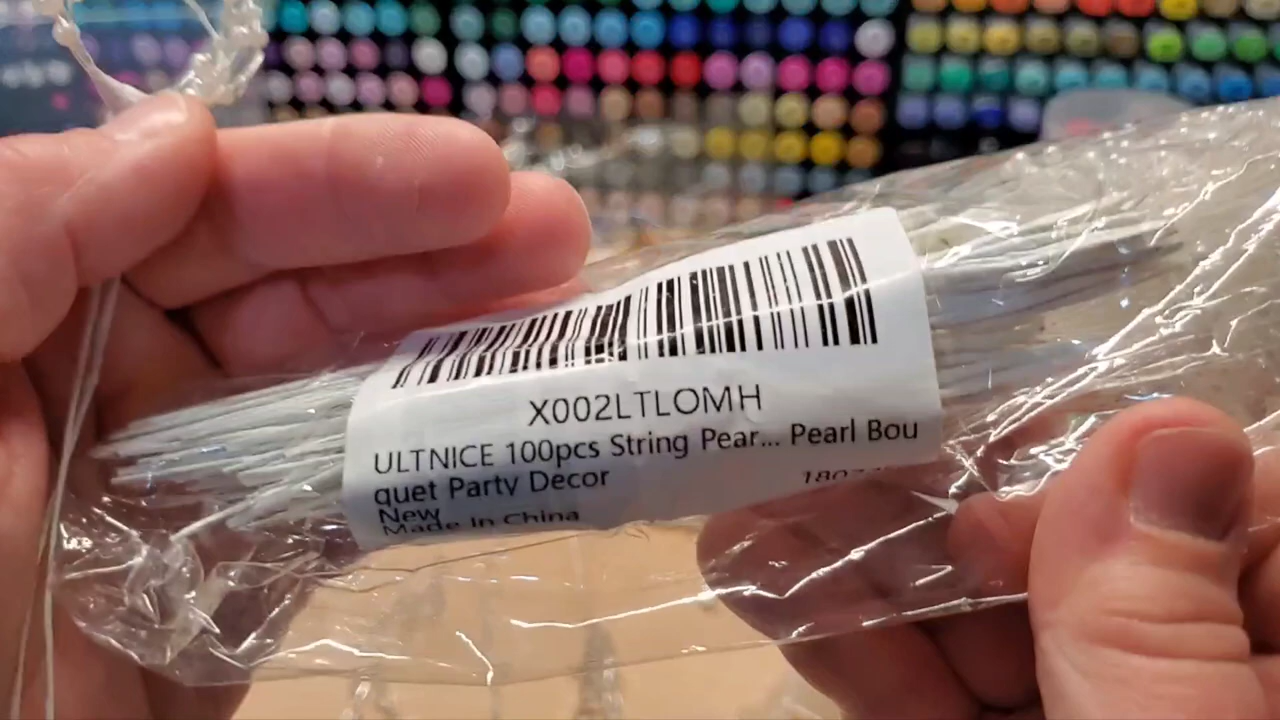 X002LTLOMH
ULTNICE 100pcs String Pear... Pearl Bou
quet Party Decor
New
Made In China